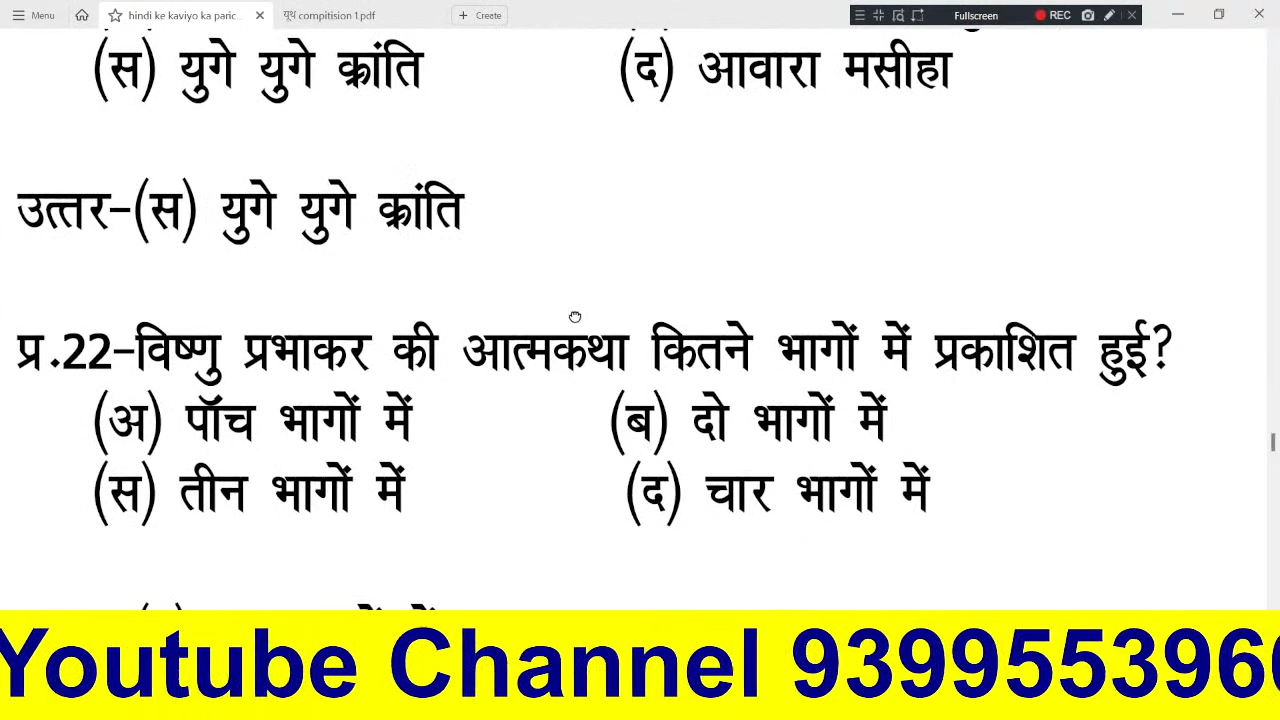 Menu hindi ke kaviyo ka paric... यूथ compitision 1.pdf Create Fullscreen REC
(स) युगे युगे क्रांति (द) आवारा मसीहा
उत्तर-(स) युगे युगे क्रांति
प्र.22-विष्णु प्रभाकर की आत्मकथा कितने भागों में प्रकाशित हुई?
(अ) पॉच भागों में (ब) दो भागों में
(स) तीन भागों में (द) चार भागों में
Youtube Channel 9399553960